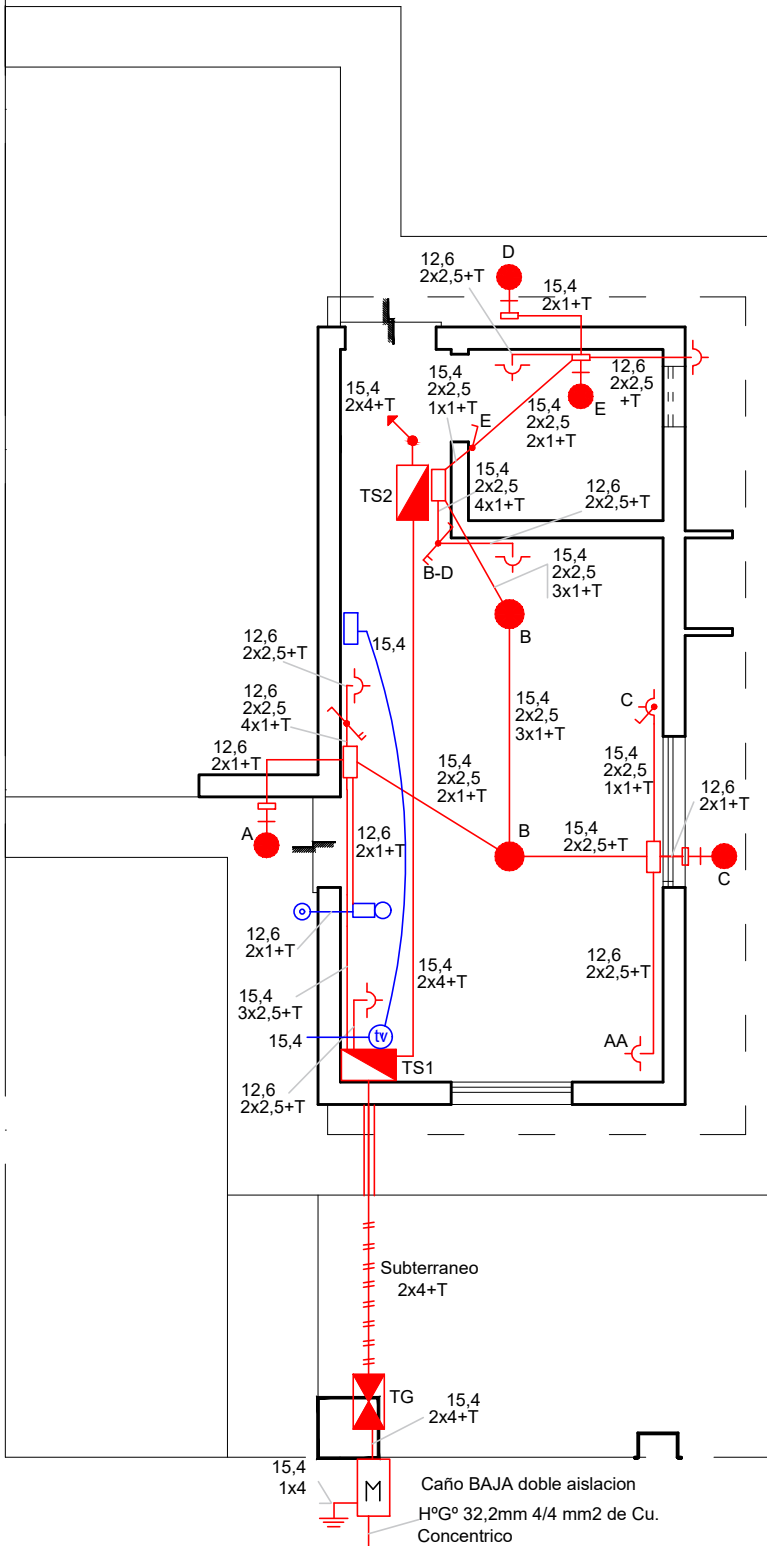 D
12,6
2x2,5+T
15,4
2x1+T
15,4
2x2,5
1x1+T
12,6
2x2,5
+T
15,4
2x4+T
E
15,4
2x2,5
2x1+T
E
TS2
15,4
2x2,5
4x1+T
12,6
2x2,5+T
B-D
15,4
2x2,5
3x1+T
B
12,6
2x2,5+T
15,4
12,6
2x2,5
4x1+T
C
15,4
2x2,5
3x1+T
12,6
2x1+T
15,4
2x2,5
2x1+T
15,4
2x2,5
1x1+T
12,6
2x1+T
A
12,6
2x1+T
B
15,4
2x2,5+T
C
12,6
2x1+T
15,4
2x4+T
12,6
2x2,5+T
15,4
3x2,5+T
15,4
tv
AA
TS1
12,6
2x2,5+T
Subterraneo
2x4+T
TG
15,4
2x4+T
15,4
1x4
M
Caño BAJA doble aislacion
HºGº 32,2mm 4/4 mm2 de Cu.
Concentrico